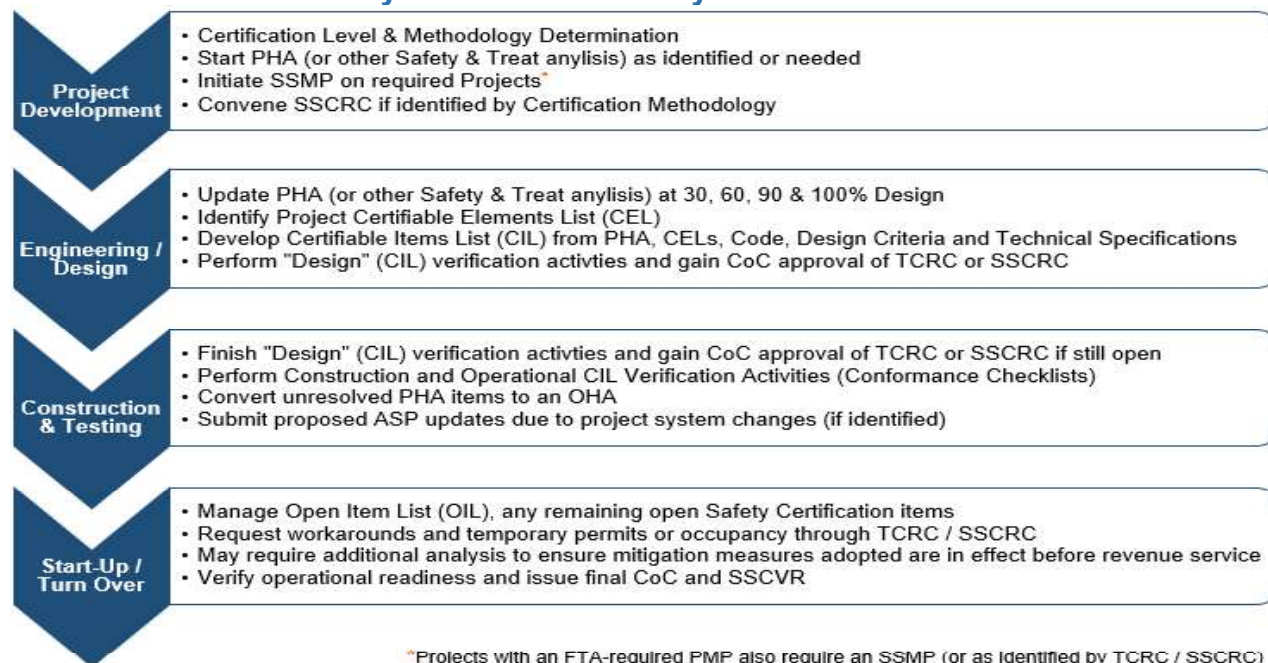 Project
Development
• Certification Level & Methodology Determination
• Start PHA (or other Safety & Treat anylisis) as identified or needed
• Initiate SSMP on required Projects*
• Convene SSCRC if identified by Certification Methodology
Engineering /
Design
• Update PHA (or other Safety & Treat anylisis) at 30, 60, 90 & 100% Design
• Identify Project Certifiable Elements List (CEL)
• Develop Certifiable Items List (CIL) from PHA, CELs, Code, Design Criteria and Technical Specifications
• Perform "Design" (CIL) verification activties and gain CoC approval of TCRC or SSCRC
Construction
& Testing
• Finish "Design" (CIL) verification activties and gain CoC approval of TCRC or SSCRC if still open
• Perform Construction and Operational CIL Verification Activities (Conformance Checklists)
• Convert unresolved PHA items to an OHA
• Submit proposed ASP updates due to project system changes (if identified)
Start-Up /
Turn Over
• Manage Open Item List (OIL), any remaining open Safety Certification items
• Request workarounds and temporary permits or occupancy through TCRC / SSCRC
• May require additional analysis to ensure mitigation measures adopted are in effect before revenue service
• Verify operational readiness and issue final CoC and SSCVR
*Projects with an FTA-required PMP also require an SSMP (or as identified by TCRC / SSCRC)